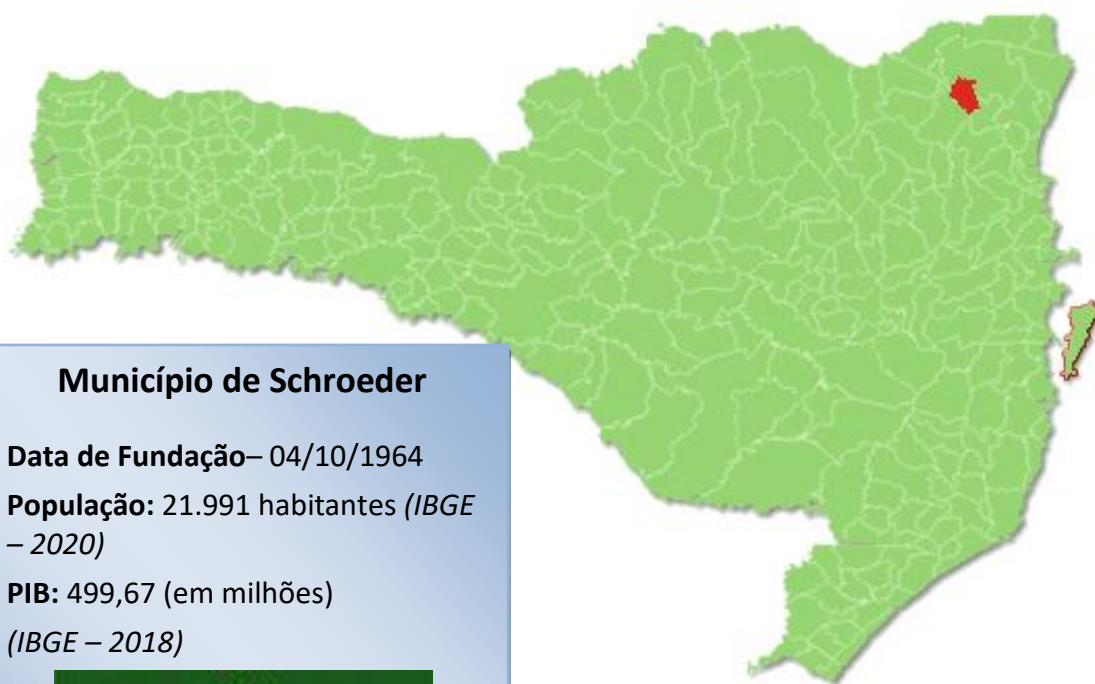 Município de Schroeder
Data de Fundação– 04/10/1964
População: 21.991 habitantes (IBGE
– 2020)
PIB: 499,67 (em milhões)
(IBGE – 2018)